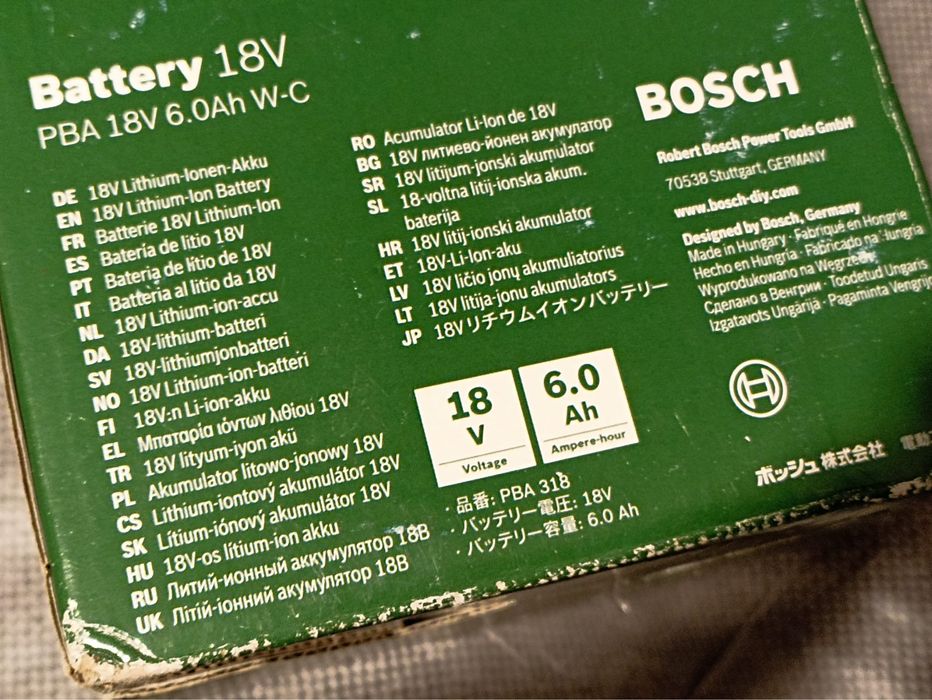 Battery 18V
PBA 18V 6.0Ah W-C
DE 18V Lithium-Ionen-Akku
EN 18V Lithium-Ion Battery
FR Batterie 18V Lithium-Ion
ES Bateria de litio 18V
PT Bateria de lítio de 18V
IT Batteria al litio da 18V
NL 18V Lithium-ion-accu
DA 18V-lithium-batteri
SV 18V-lithiumjonbatteri
NO 18V Lithium-ion-batteri
FI 18V:n Li-ion-akku
EL Μπαταρία ιόντων λιθίου 18V
TR 18V lityum-iyon akü
PL Akumulator litowo-jonowy 18V
CS Lithium-iontový akumulátor 18V
SK Lítium-iónový akumulátor 18V
HU 18V-os lítium-ion akku
RU Литий-ионный аккумулятор 18В
UK Літій-іонний акумулятор 18В
RO Acumulator Li-Ion de 18V
BG 18V литиево-йонен акумулатор
SR 18V litijum-jonski akumulator
SL 18-voltna litij-ionska akum.
baterija
HR 18V litij-ionski akumulator
ET 18V-Li-Ion-aku
LV 18V ličio jonų akumuliatorius
LT 18V litija-jonu akumulators
JP 18Vリチウムイオンバッテリー
18
V
Voltage
6.0
Ah
Ampere-hour
· 品番: PBA 318
· バッテリー電圧: 18V
· バッテリー容量: 6.0 Ah
BOSCH
Robert Bosch Power Tools GmbH
70538 Stuttgart, GERMANY
www.bosch-diy.com
Designed by Bosch, Germany
Made in Hungary · Fabriqué en Hongrie
Hecho en Hungría · Fabricado na Hungria
Wyprodukowano na Węgrzech
Сделано в Венгрии · Toodetud Ungaris
Izgatavots Ungārijā · Pagaminta
ボッシュ株式会社 電動